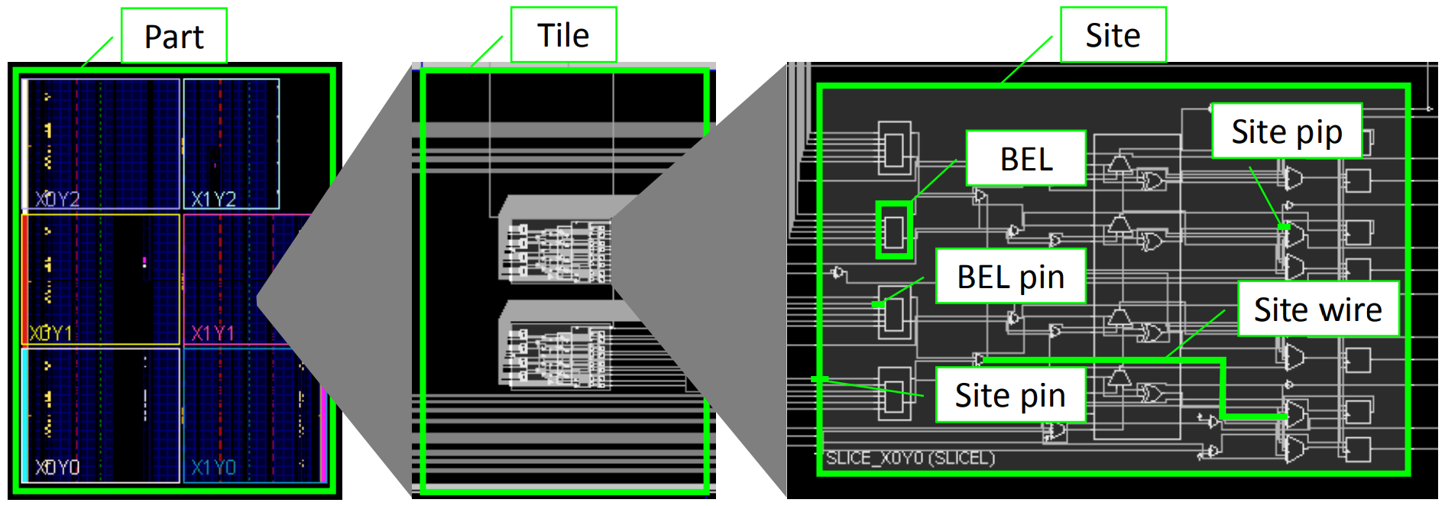 Part
Tile
Site
Site pip
BEL
BEL pin
Site wire
Site pin
X0Y2
X1Y2
X0Y1
X1Y1
X0Y0
X1Y0
SLICE_X0Y0 (SLICEL)